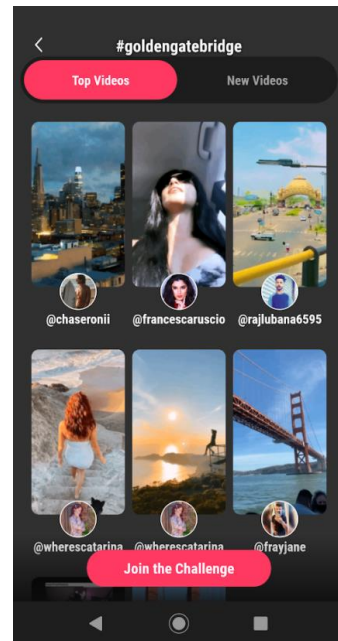 #goldengatebridge
Top Videos
New Videos
@chaseronii
@francescaruscio
@rajlubana6595
@wherescatarina
@wherescatarina
@frayjane
Join the Challenge